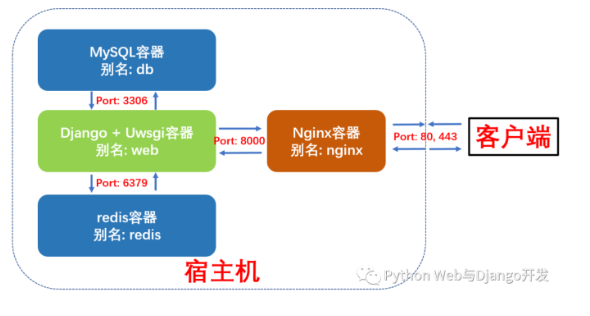 MySQL容器
别名: db
Port: 3306
Django + Uwsgi容器
别名: web
Port: 8000
Nginx容器
别名: nginx
Port: 80, 443
客户端
Port: 6379
redis容器
别名: redis
宿主机
Python Web与Django开发